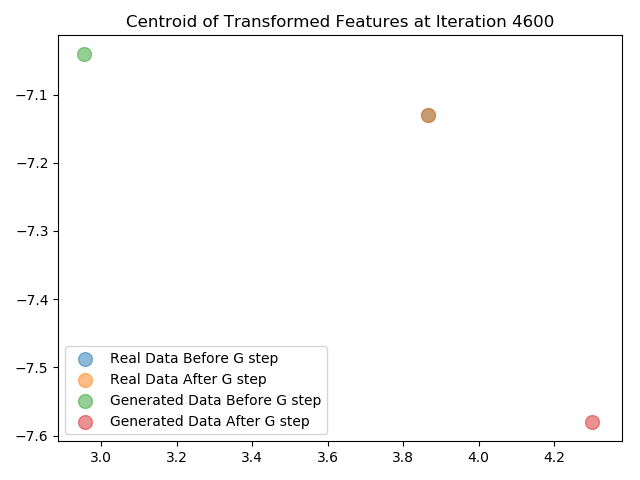 Centroid of Transformed Features at Iteration 4600
−7.1
−7.2
−7.3
−7.4
−7.5
−7.6
Real Data Before G step
Real Data After G step
Generated Data Before G step
Generated Data After G step
3.0 3.2 3.4 3.6 3.8 4.0 4.2